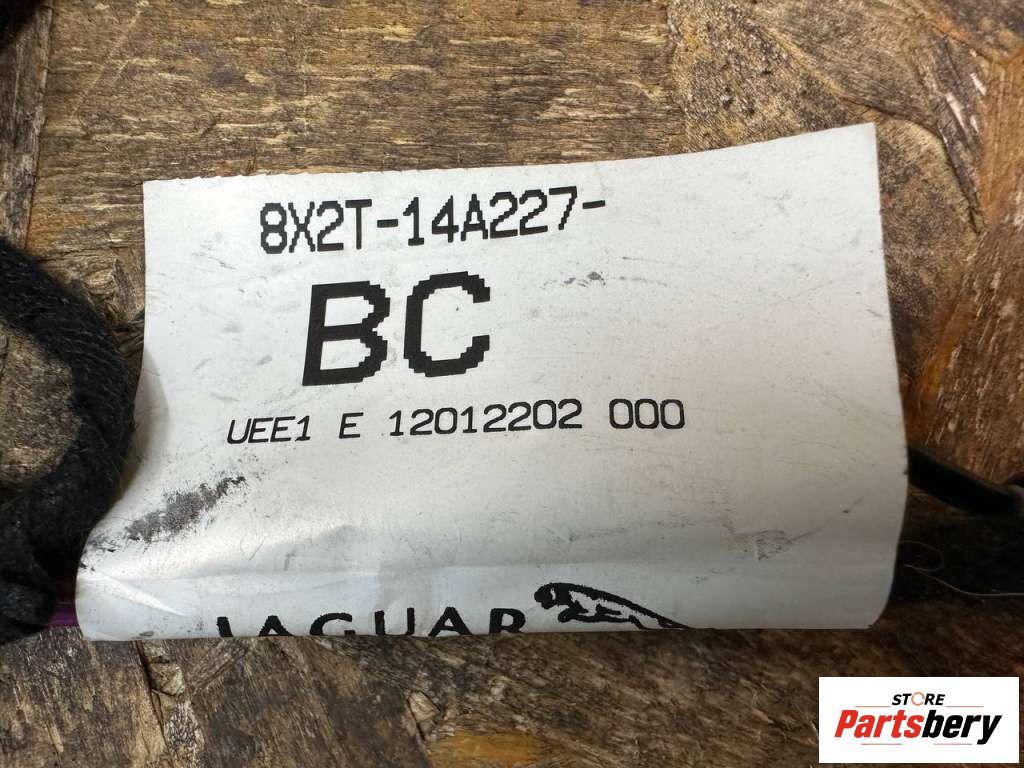 8X2T-14A227-
BC
UEE1 E 12012202 000
JAGUAR
STORE
Partsbery